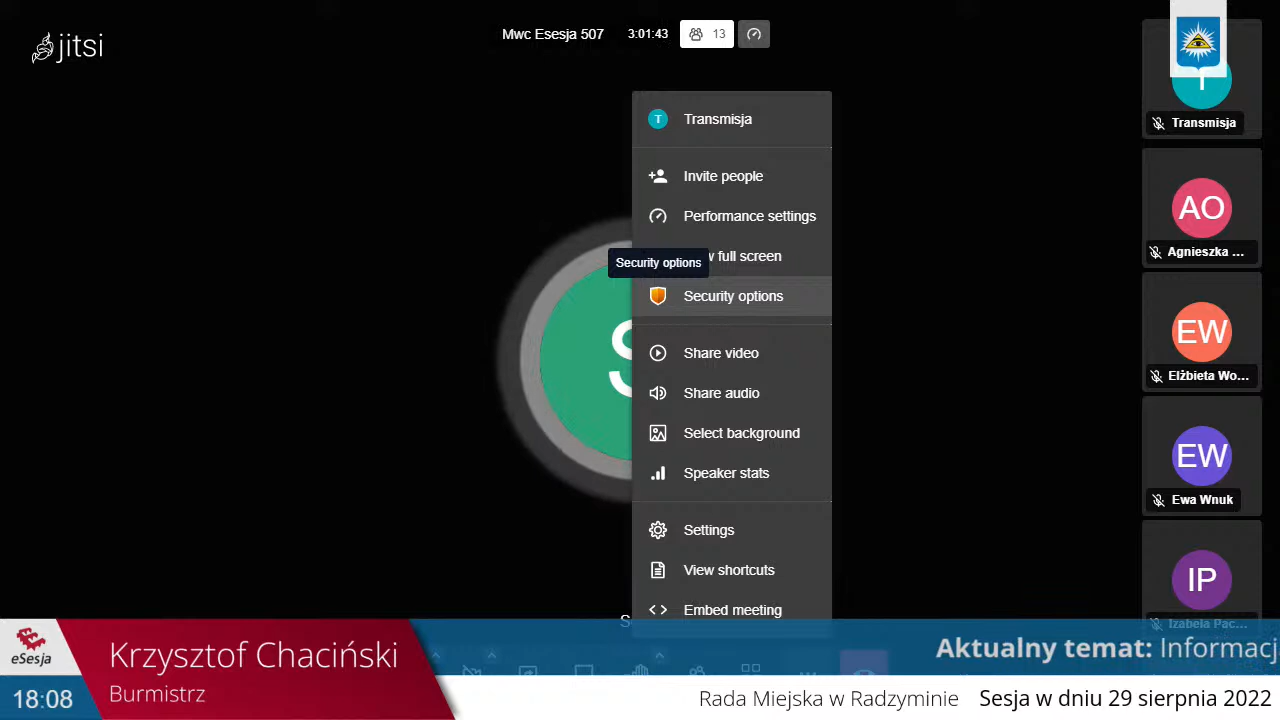 jitsi
Mwc Esesja 507
3:01:43
13
T
Transmisja
Transmisja
AO
Agnieszka ...
EW
Elżbieta Wo...
EW
Ewa Wnuk
IP
Izabela Pac...
T
Transmisja
Invite people
Performance settings
w full screen
Security options
Security options
Share video
Share audio
Select background
Speaker stats
Settings
View shortcuts
Embed meeting
S
eSesja
Krzysztof Chaciński
Burmistrz
18:08
Aktualny temat: Informacj
Rada Miejska w Radzyminie
Sesja w dniu 29 sierpnia 2022